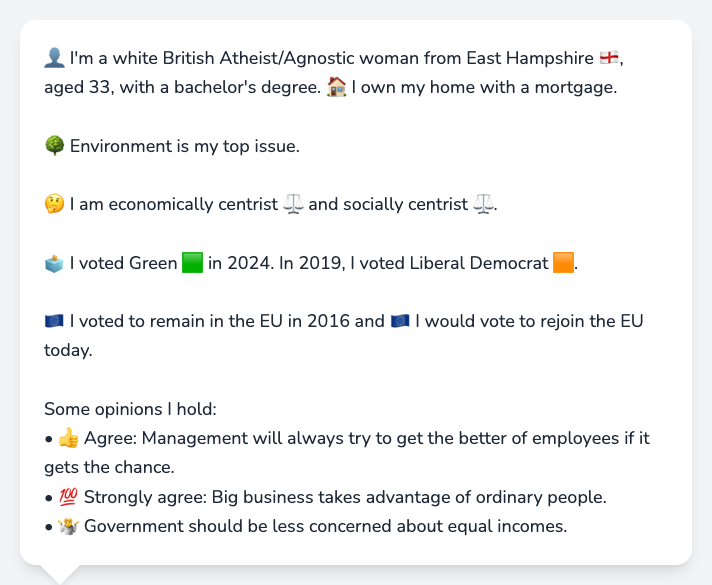 👤 I'm a white British Atheist/Agnostic woman from East Hampshire 🏴󠁧󠁢󠁥󠁮󠁧󠁿,
aged 33, with a bachelor's degree. 🏠 I own my home with a mortgage.
🌳 Environment is my top issue.
🤔 I am economically centrist ⚖️ and socially centrist ⚖️.
🗳️ I voted Green 🟩 in 2024. In 2019, I voted Liberal Democrat 🟧.
🇪🇺 I voted to remain in the EU in 2016 and 🇪🇺 I would vote to rejoin the EU
today.
Some opinions I hold:
• 👍 Agree: Management will always try to get the better of employees if it
gets the chance.
• 💯 Strongly agree: Big business takes advantage of ordinary people.
• 🤷 Government should be less concerned about equal incomes.